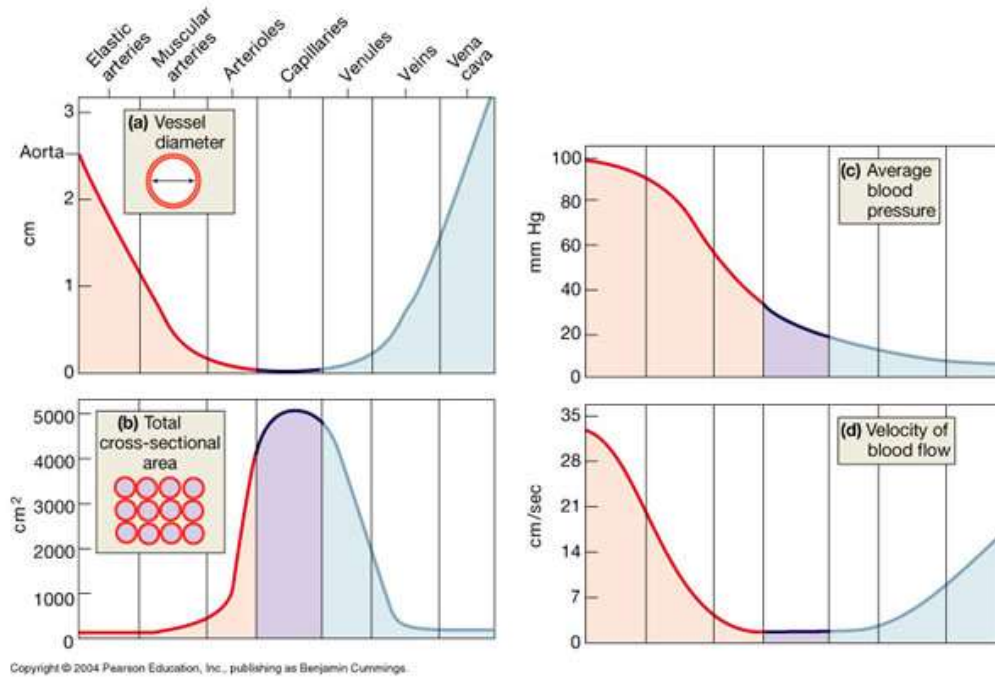 Elastic
arteries
Muscular
arteries
Arterioles
Capillaries
Venules
Veins
Vena
cava
(a) Vessel
diameter
3
Aorta
2
1
0
cm
(b) Total
cross-sectional
area
5000
4000
3000
2000
1000
0
cm2
(c) Average
blood
pressure
100
80
60
40
20
0
mm Hg
(d) Velocity of
blood flow
35
28
21
14
7
0
cm/sec
Copyright © 2004 Pearson Education, Inc., publishing as Benjamin Cummings.